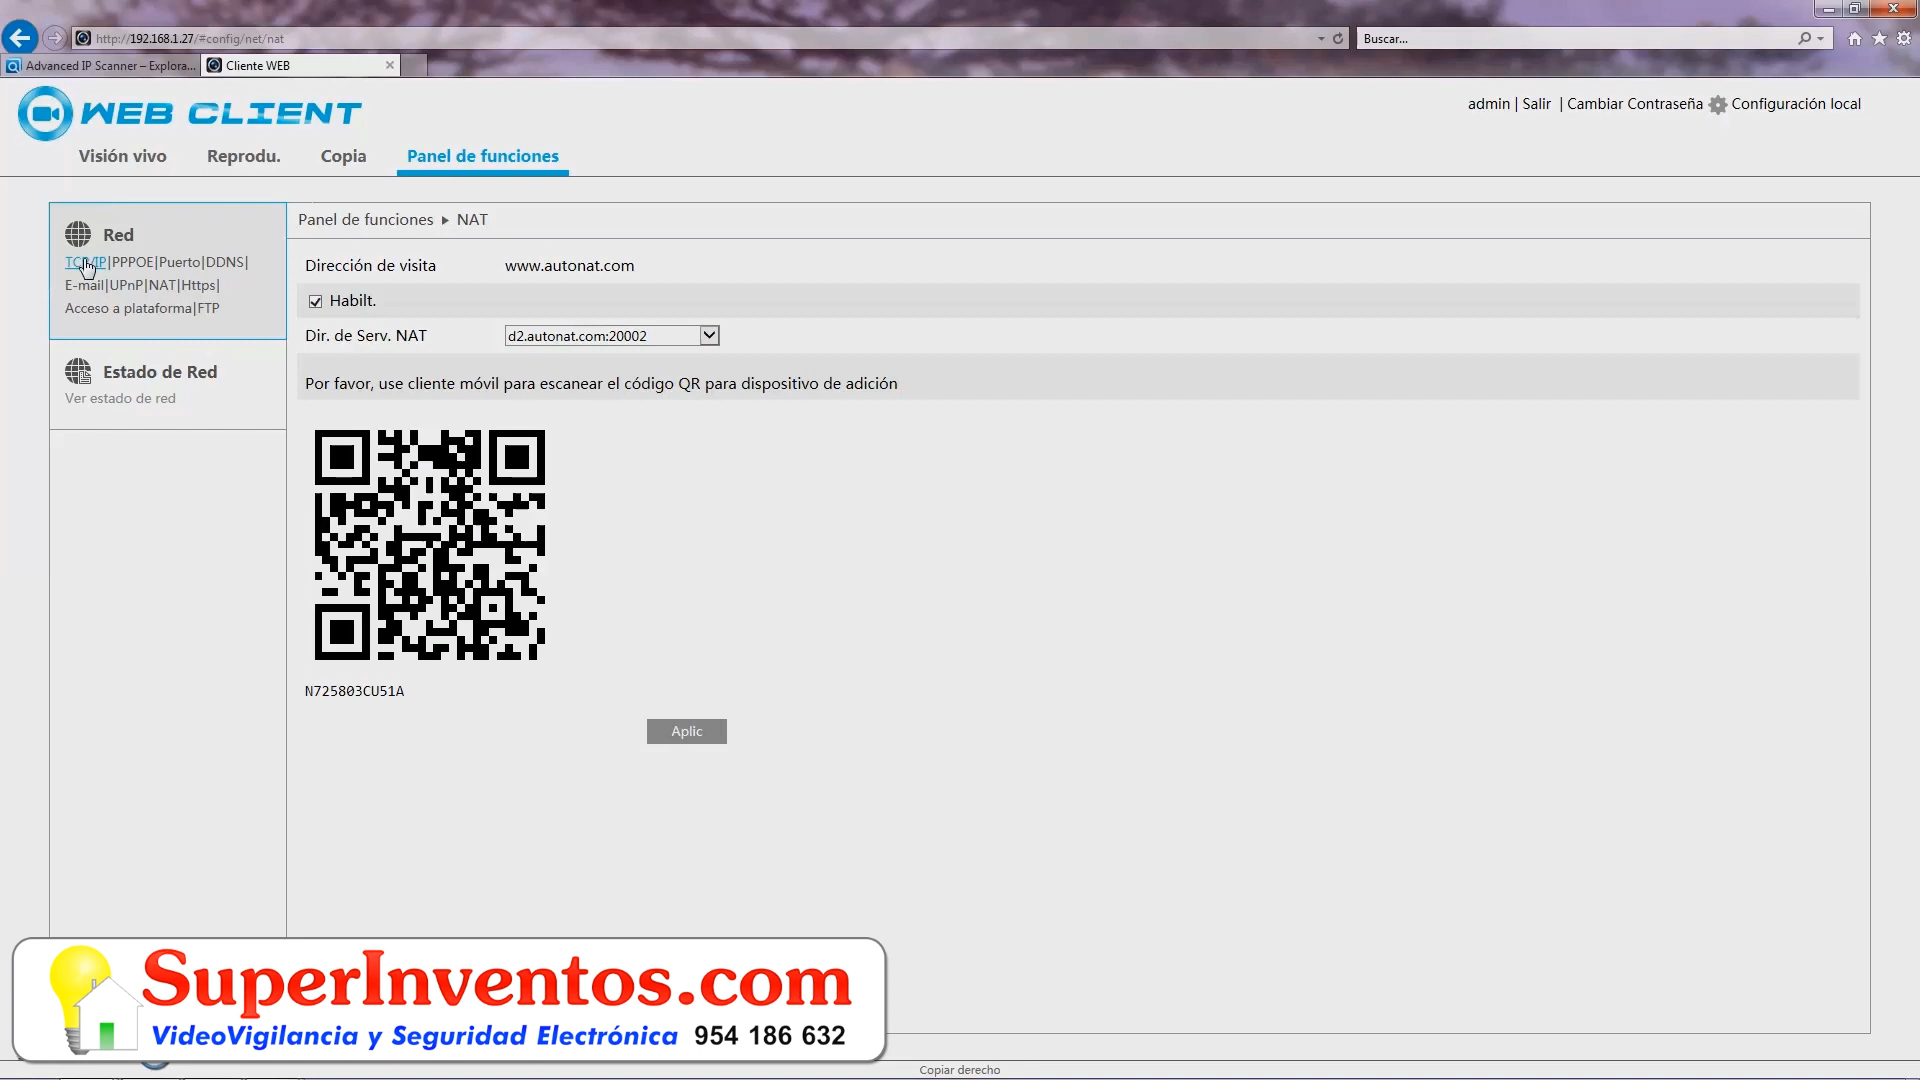 http://192.168.1.27/#config/net/nat
Buscar...
Advanced IP Scanner – Explora...
Cliente WEB
WEB CLIENT
admin | Salir | Cambiar Contraseña Configuración local
Visión vivo Reprodu. Copia Panel de funciones
Red
TCP/IP|PPPOE|Puerto|DDNS|
E-mail|UPnP|NAT|Https|
Acceso a plataforma|FTP
Estado de Red
Ver estado de red
Panel de funciones ▸ NAT
Dirección de visita www.autonat.com
Habilt.
Dir. de Serv. NAT d2.autonat.com:20002
Por favor, use cliente móvil para escanear el código QR para dispositivo de adición
N725803CU51A
Aplic
SuperInventos.com
VideoVigilancia y Seguridad Electrónica 954 186 632
Copiar derecho